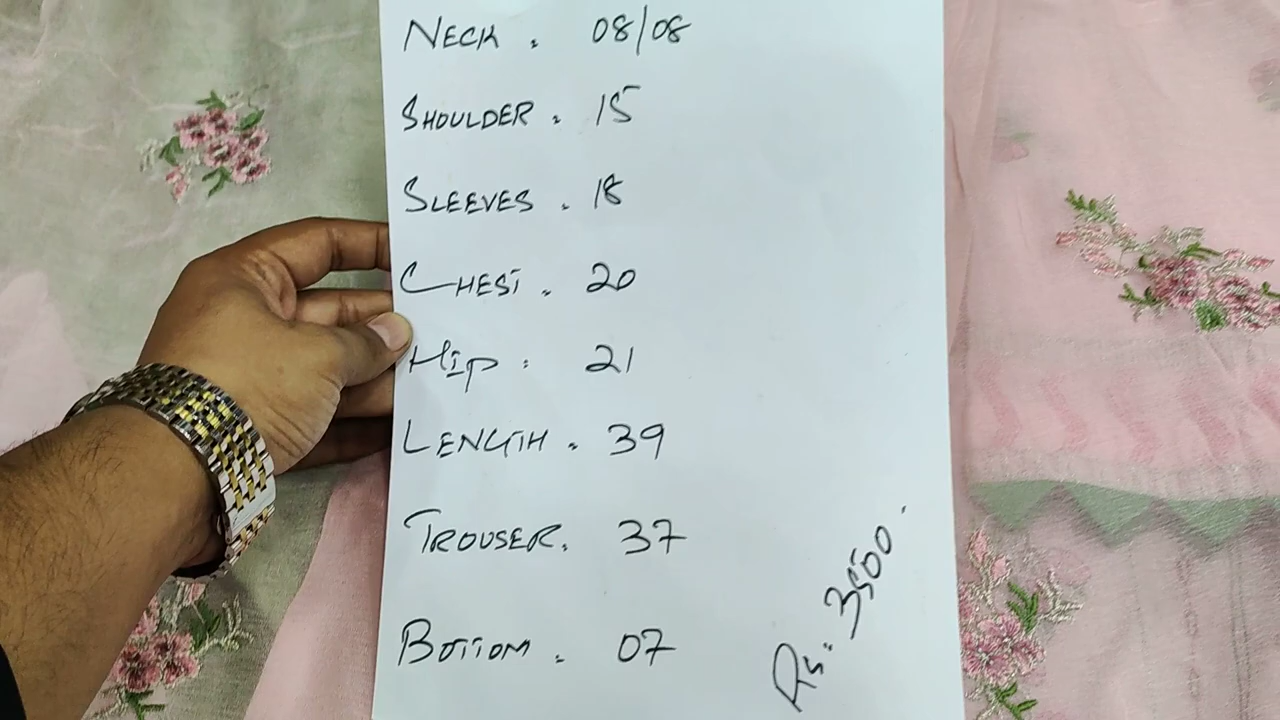 NECK . 08/08
SHOULDER . 15
SLEEVES . 18
CHEST . 20
Hip : 21
LENGTH . 39
TROUSER . 37
BOTTOM . 07
Rs. 3500.